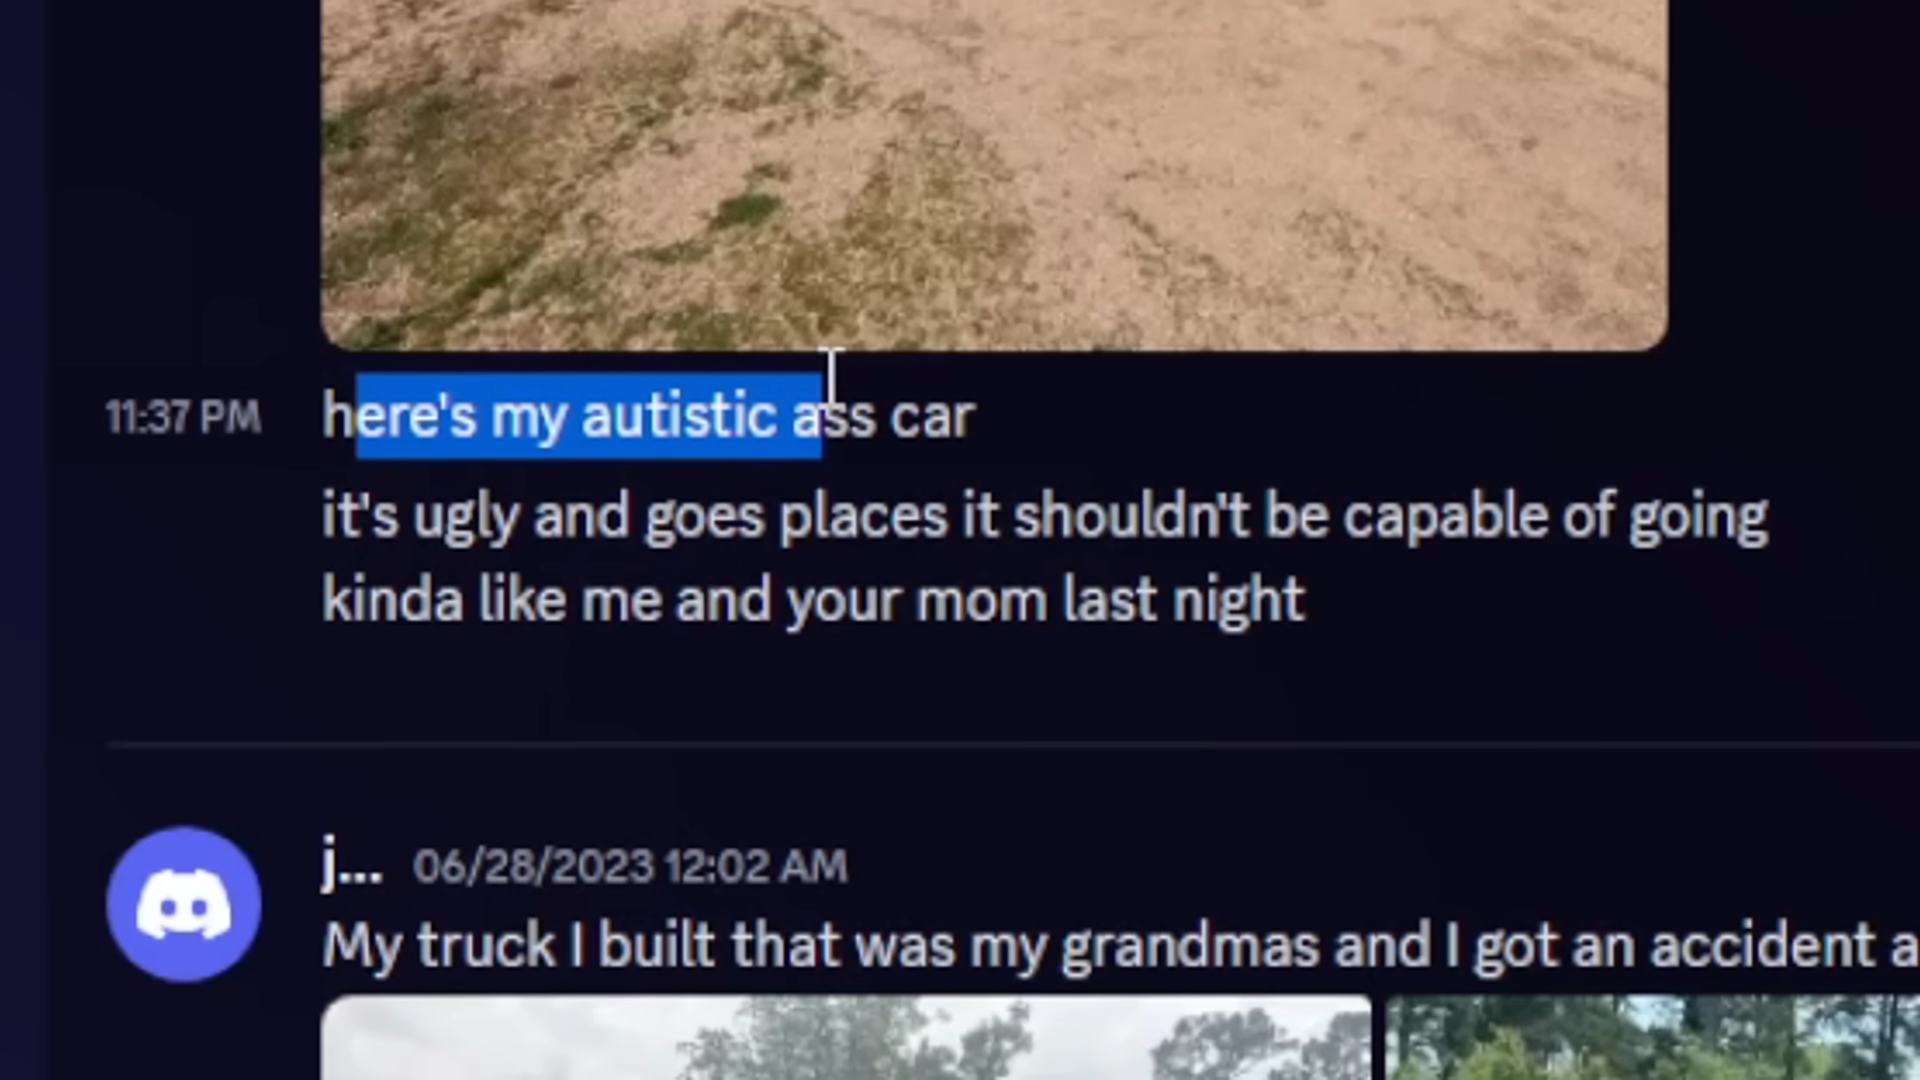 11:37 PM here's my autistic ass car
it's ugly and goes places it shouldn't be capable of going
kinda like me and your mom last night
j... 06/28/2023 12:02 AM
My truck I built that was my grandmas and I got an accident a